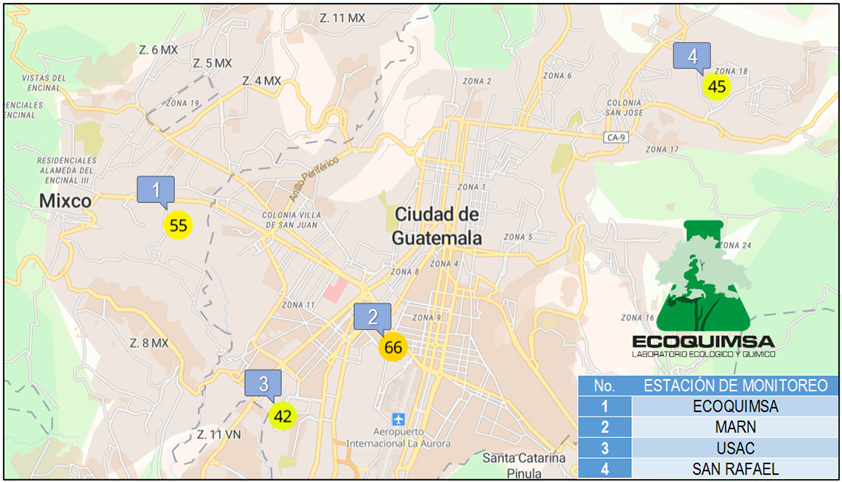 Z. 11 MX
Z. 6 MX
Z. 5 MX
Z. 4 MX
VISTAS DEL
ENCINAL
DENCIALES
ENCINAL
ZONA 19
ZONA 2
ZONA 6
4
ZONA 18
45
COLONIA
SAN JOSE
CA-9
ZONA 17
RESIDENCIALES
ALAMEDA DEL
ENCINAL III
Anillo Periférico
1
Mixco
55
ZONA 1
COLONIA VILLA
DE SAN JUAN
Ciudad de
Guatemala
ZONA 5
ZONA 24
ZONA 8
ZONA 4
ZONA 11
2
ZONA 9
ZONA 16
66
Z. 8 MX
ECOQUIMSA
LABORATORIO ECOLOGICO Y QUIMICO
3
42
Z. 11 VN
Aeropuerto
Internacional La Aurora
Santa Catarina
Pinula
No. ESTACIÓN DE MONITOREO
1 ECOQUIMSA
2 MARN
3 USAC
4 SAN RAFAEL